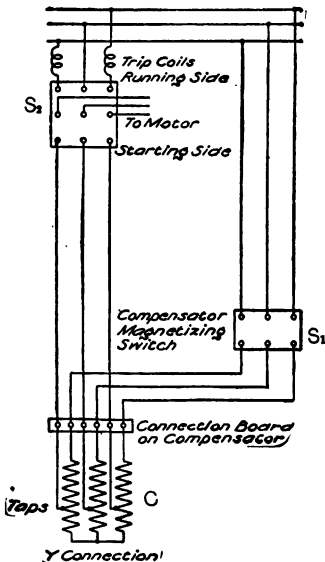 Trip Coils
Running Side
S2
To Motor
Starting Side
Compensator
Magnetizing
Switch
S1
Connection Board
on Compensator
Taps
C
Y Connection